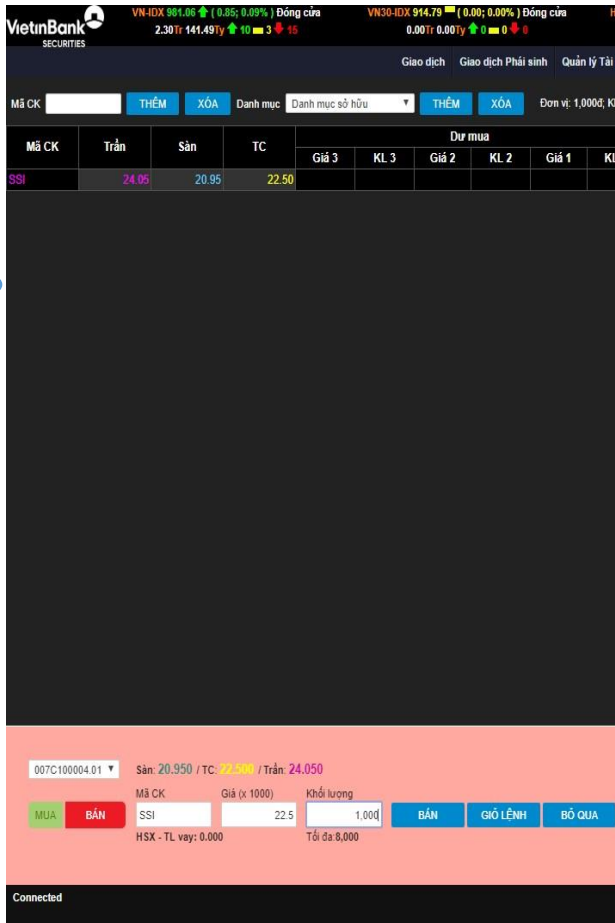 VN-IDX 981.06 ( 0.85; 0.09% ) Đóng cửa VN30-IDX 914.79 ( 0.00; 0.00% ) Đóng cửa
VietinBank
SECURITIES
2.30Tr 141.49Tỷ 10 3 15 0.00Tr 0.00Tỷ 0 0 0
Giao dịch Giao dịch Phái sinh Quản lý Tài
Mã CK THÊM XÓA Danh mục Danh mục sở hữu THÊM XÓA Đơn vị: 1,000đ;
Mã CK Trần Sàn TC Dư mua
Giá 3 KL 3 Giá 2 KL 2 Giá 1 KL
SSI 24.05 20.95 22.50
007C100004.01 Sàn: 20.950 / TC: 22.500 / Trần: 24.050
Mã CK Giá (x 1000) Khối lượng
MUA BÁN SSI 22.5 1,000 BÁN GIỎ LỆNH BỎ QUA
HSX - TL vay: 0.000 Tối đa:8,000
Connected